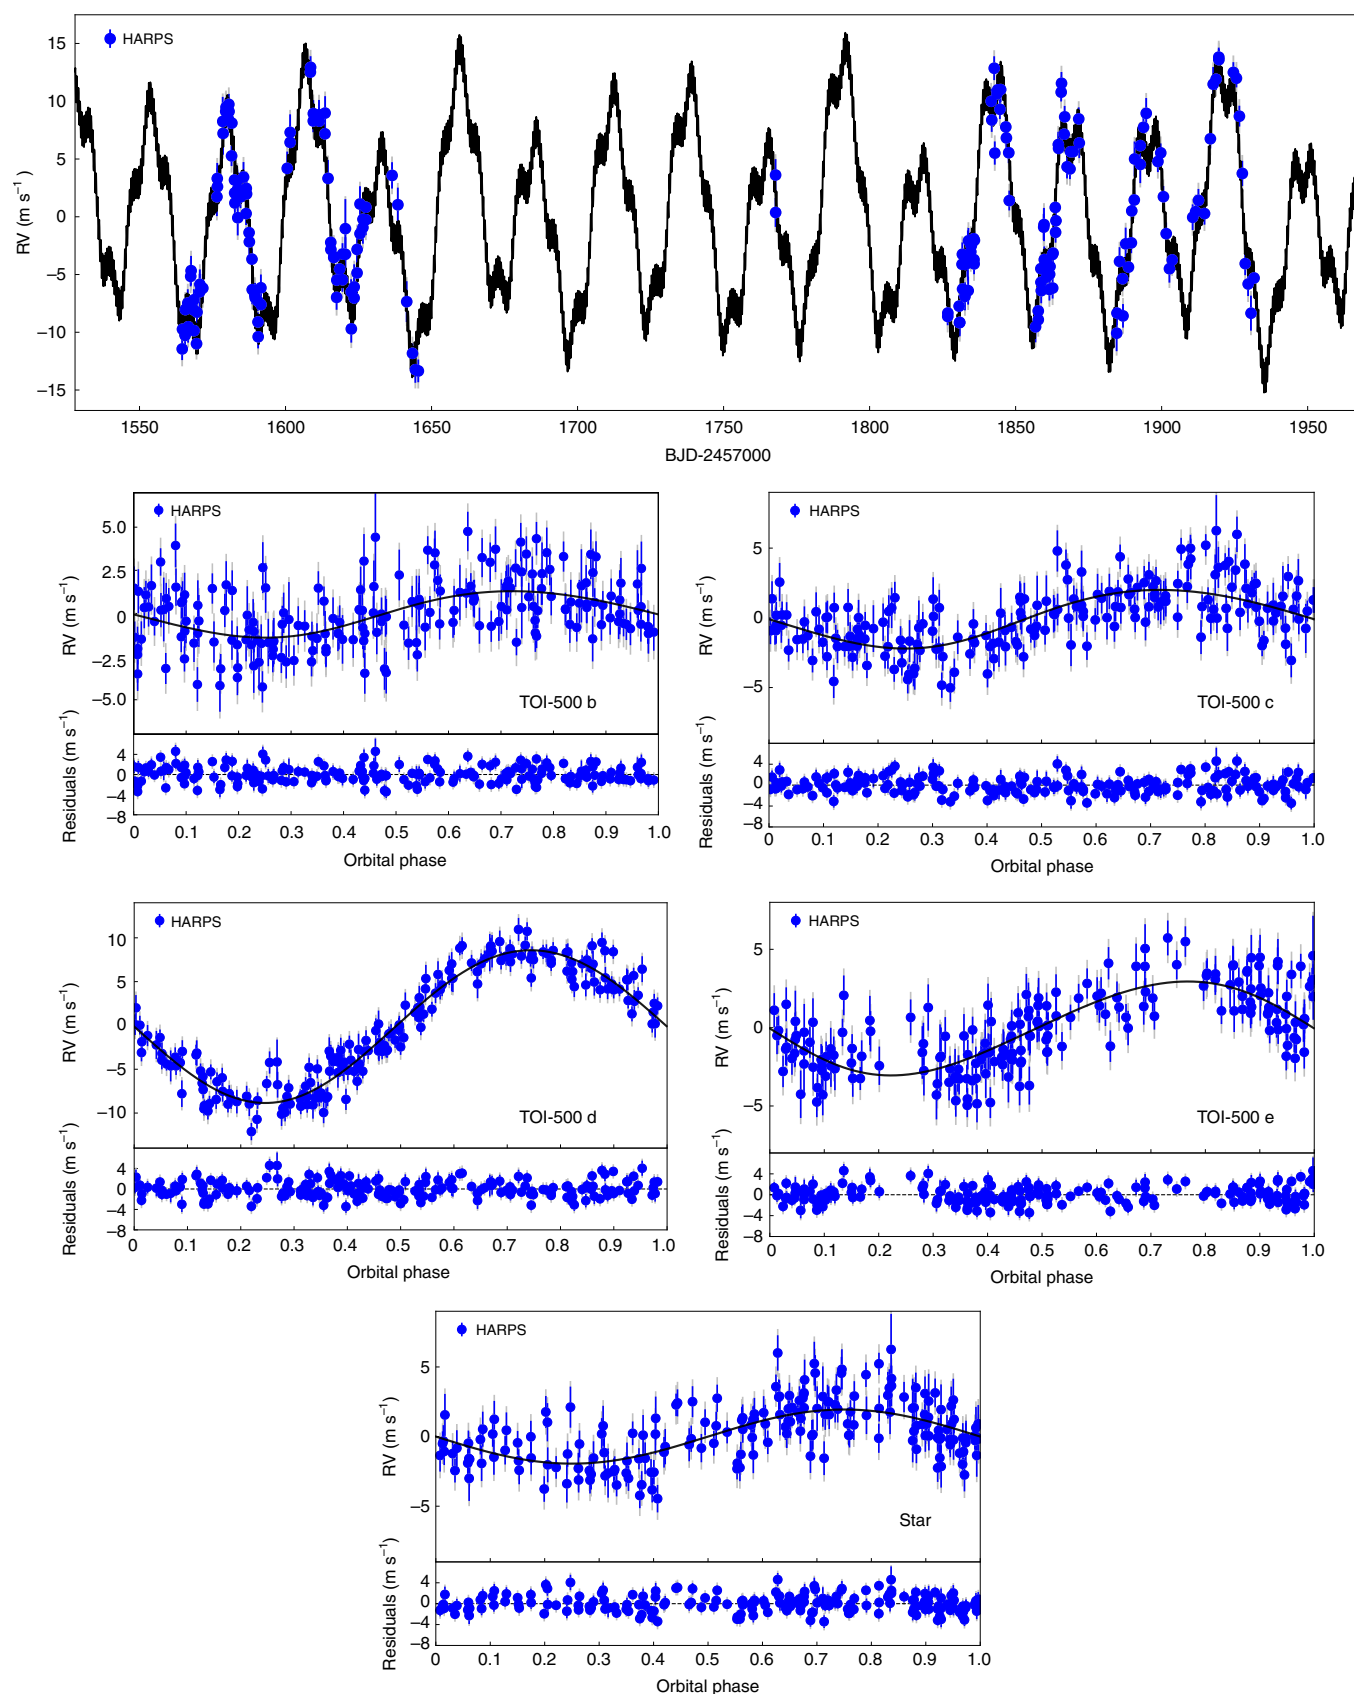 HARPS
15
10
5
0
−5
−10
−15
RV (m s⁻¹)
1550 1600 1650 1700 1750 1800 1850 1900 1950
BJD-2457000
HARPS
5.0
2.5
0
−2.5
−5.0
RV (m s⁻¹)
TOI-500 b
4
0
−4
−8
Residuals (m s⁻¹)
0 0.1 0.2 0.3 0.4 0.5 0.6 0.7 0.8 0.9 1.0
Orbital phase
HARPS
5
0
−5
RV (m s⁻¹)
TOI-500 c
4
0
−4
−8
Residuals (m s⁻¹)
0 0.1 0.2 0.3 0.4 0.5 0.6 0.7 0.8 0.9 1.0
Orbital phase
HARPS
10
5
0
−5
−10
RV (m s⁻¹)
TOI-500 d
4
0
−4
−8
Residuals (m s⁻¹)
0 0.1 0.2 0.3 0.4 0.5 0.6 0.7 0.8 0.9 1.0
Orbital phase
HARPS
5
0
−5
RV (m s⁻¹)
TOI-500 e
4
0
−4
−8
Residuals (m s⁻¹)
0 0.1 0.2 0.3 0.4 0.5 0.6 0.7 0.8 0.9 1.0
Orbital phase
HARPS
5
0
−5
RV (m s⁻¹)
Star
4
0
−4
−8
Residuals (m s⁻¹)
0 0.1 0.2 0.3 0.4 0.5 0.6 0.7 0.8 0.9 1.0
Orbital phase